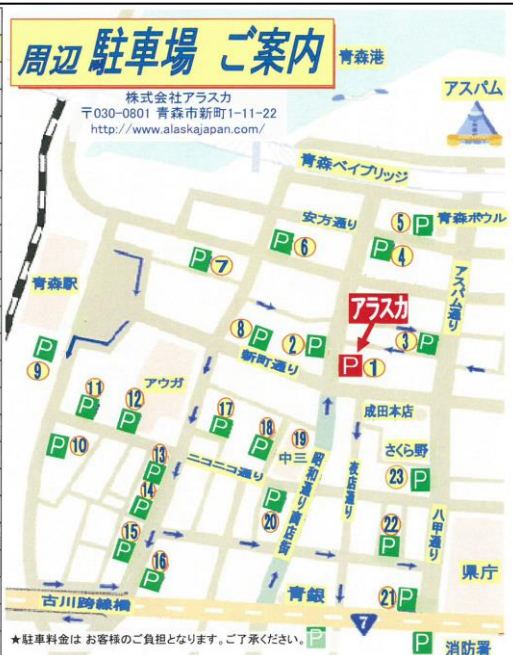 周辺 駐車場 ご案内
株式会社アラスカ
〒030-0801 青森市新町1-11-22
http://www.alaskajapan.com/
青森港
アスパム
青森ベイブリッジ
安方通り
5 P 青森ボウル
P 6
P 4
P 7
アスパム通り
青森駅
アラスカ
8 P
2 P
3 P
P 1
新町通り
P 9
アウガ
11 P
12 P
17 P
18 P
19 中三
成田本店
さくら野
P 10
13 P
ニコニコ通り
昭和通り商店街
夜店通り
23 P
14 P
20 P
22 P
八甲通り
15 P
16 P
県庁
古川跨線橋
青銀
21 P
7
★駐車料金は お客様のご負担となります。ご了承ください。
P
P
消防署